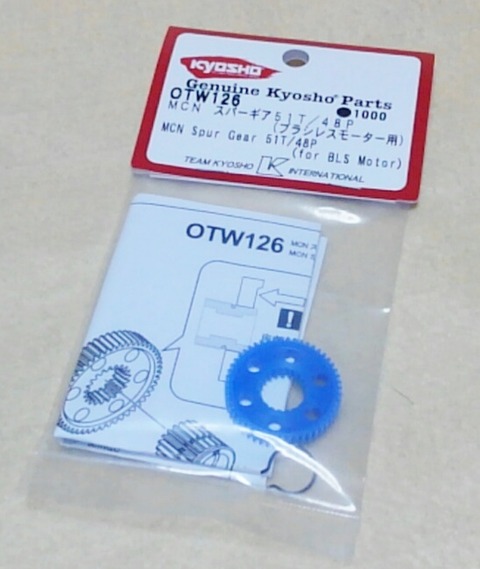 KYOSHO
Genuine Kyosho® Parts
OTW126 ●1000
MCN スパーギア51T/48P
(ブラシレスモーター用)
MCN Spur Gear 51T/48P
(for BLS Motor)
TEAM KYOSHO K INTERNATIONAL
OTW126
MCN
MCN S
!